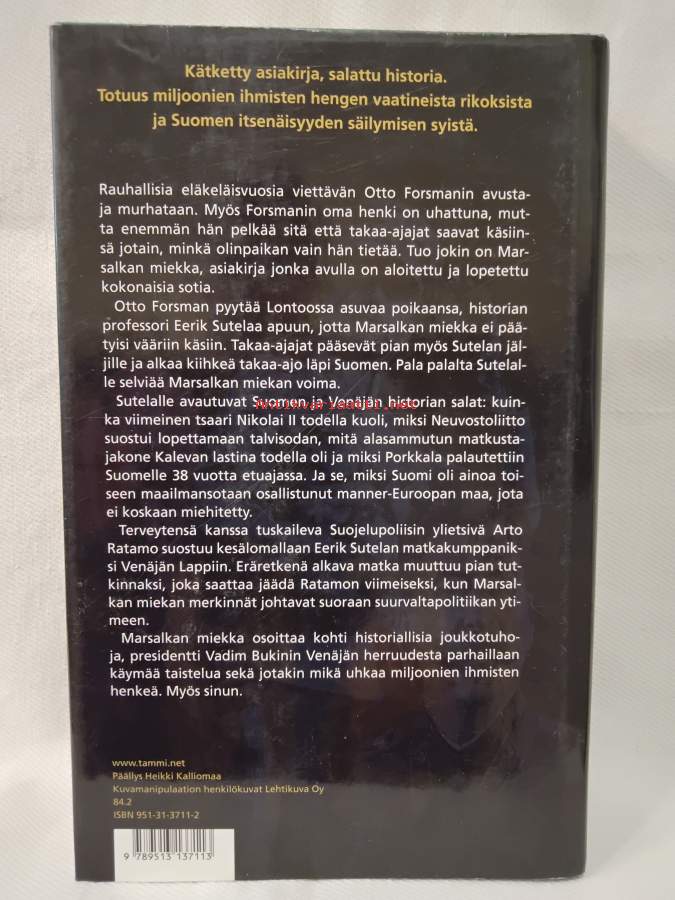 Kätketty asiakirja, salattu historia.
Totuus miljoonien ihmisten hengen vaatineista rikoksista
ja Suomen itsenäisyyden säilymisen syistä.
Rauhallisia eläkeläisvuosia viettävän Otto Forsmanin avusta-
ja murhataan. Myös Forsmanin oma henki on uhattuna, mut-
ta enemmän hän pelkää sitä että takaa-ajajat saavat käsiin-
sä jotain, minkä olinpaikan vain hän tietää. Tuo jokin on Mar-
salkan miekka, asiakirja jonka avulla on aloitettu ja lopetettu
kokonaisia sotia.
Otto Forsman pyytää Lontoossa asuvaa poikaansa, historian
professori Eerik Sutelaa apuun, jotta Marsalkan miekka ei pää-
tyisi vääriin käsiin. Takaa-ajajat pääsevät pian myös Sutelan jäl-
jille ja alkaa kiihkeä takaa-ajo läpi Suomen. Pala palalta Sutelal-
le selviää Marsalkan miekan voima.
Sutelalle avautuvat Suomen ja Venäjän historian salat: kuin-
ka viimeinen tsaari Nikolai II todella kuoli, miksi Neuvostoliitto
suostui lopettamaan talvisodan, mitä alasammutun matkusta-
jakone Kalevan lastina todella oli ja miksi Porkkala palautettiin
Suomelle 38 vuotta etuajassa. Ja se, miksi Suomi oli ainoa toi-
seen maailmansotaan osallistunut manner-Euroopan maa, jota
ei koskaan miehitetty.
Terveytensä kanssa tuskaileva Suojelupoliisin ylietsivä Arto
Ratamo suostuu kesälomallaan Eerik Sutelan matkakumppanik-
si Venäjän Lappiin. Eräretkenä alkava matka muuttuu pian tut-
kinnaksi, joka saattaa jäädä Ratamon viimeiseksi, kun Marsal-
kan miekan merkinnät johtavat suoraan suurvaltapolitiikan yti-
meen.
Marsalkan miekka osoittaa kohti historiallisia joukkotuho-
ja, presidentti Vadim Bukinin Venäjän herruudesta parhaillaan
käymää taistelua sekä jotakin mikä uhkaa miljoonien ihmisten
henkeä. Myös sinun.
www.tammi.net
Päällys Heikki Kalliomaa
Kuvamanipulaation henkilökuvat Lehtikuva Oy
84.2
ISBN 951-31-3711-2
9 789513 137113